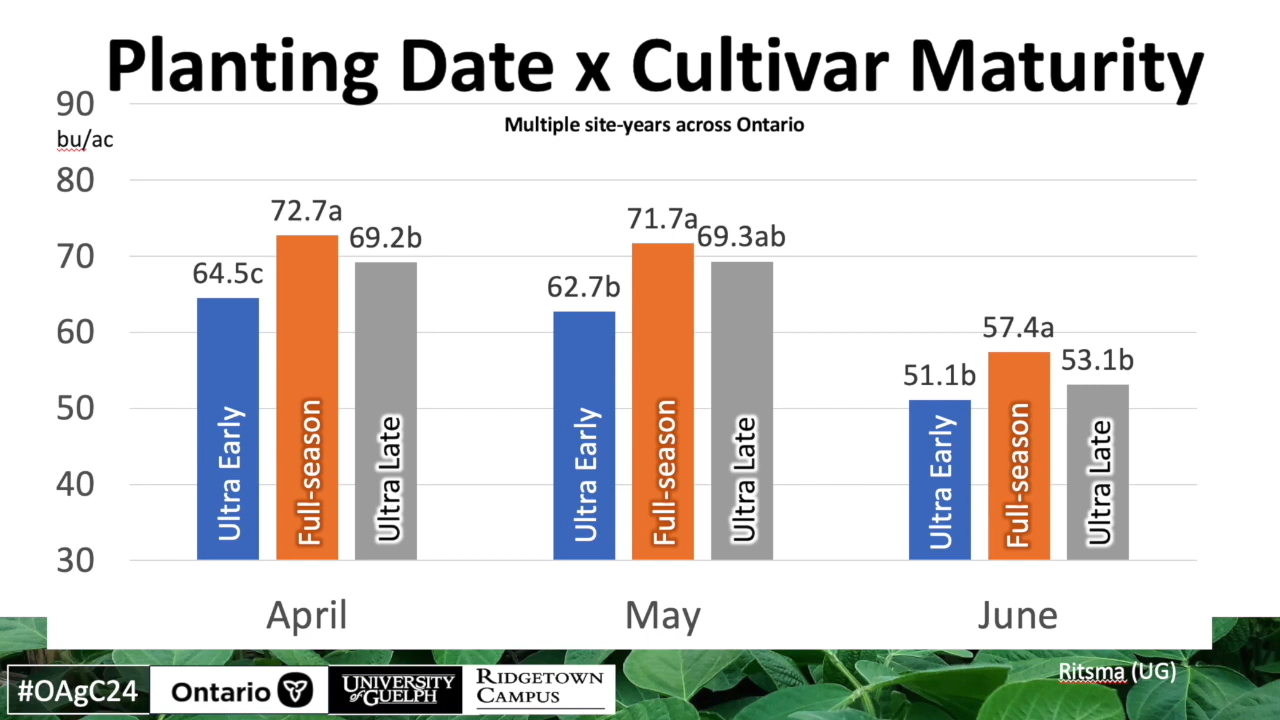 Planting Date x Cultivar Maturity
Multiple site-years across Ontario
90
bu/ac
80
70
60
50
40
30
64.5c
72.7a
69.2b
62.7b
71.7a
69.3ab
51.1b
57.4a
53.1b
Ultra Early
Full-season
Ultra Late
Ultra Early
Full-season
Ultra Late
Ultra Early
Full-season
Ultra Late
April
May
June
#OAgC24
Ontario
UNIVERSITY
of GUELPH
RIDGETOWN
CAMPUS
Ritsma (UG)